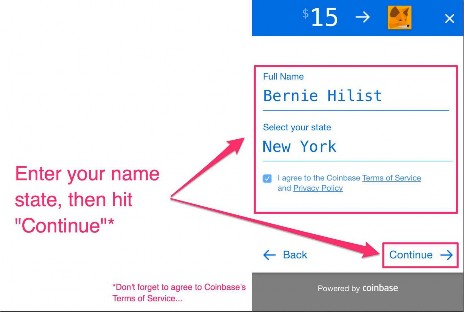 $15 → ×
Full Name
Bernie Hilist
Select your state
New York
I agree to the Coinbase Terms of Service
and Privacy Policy
Enter your name
state, then hit
"Continue"*
← Back
Continue →
*Don't forget to agree to Coinbase's
Terms of Service...
Powered by coinbase